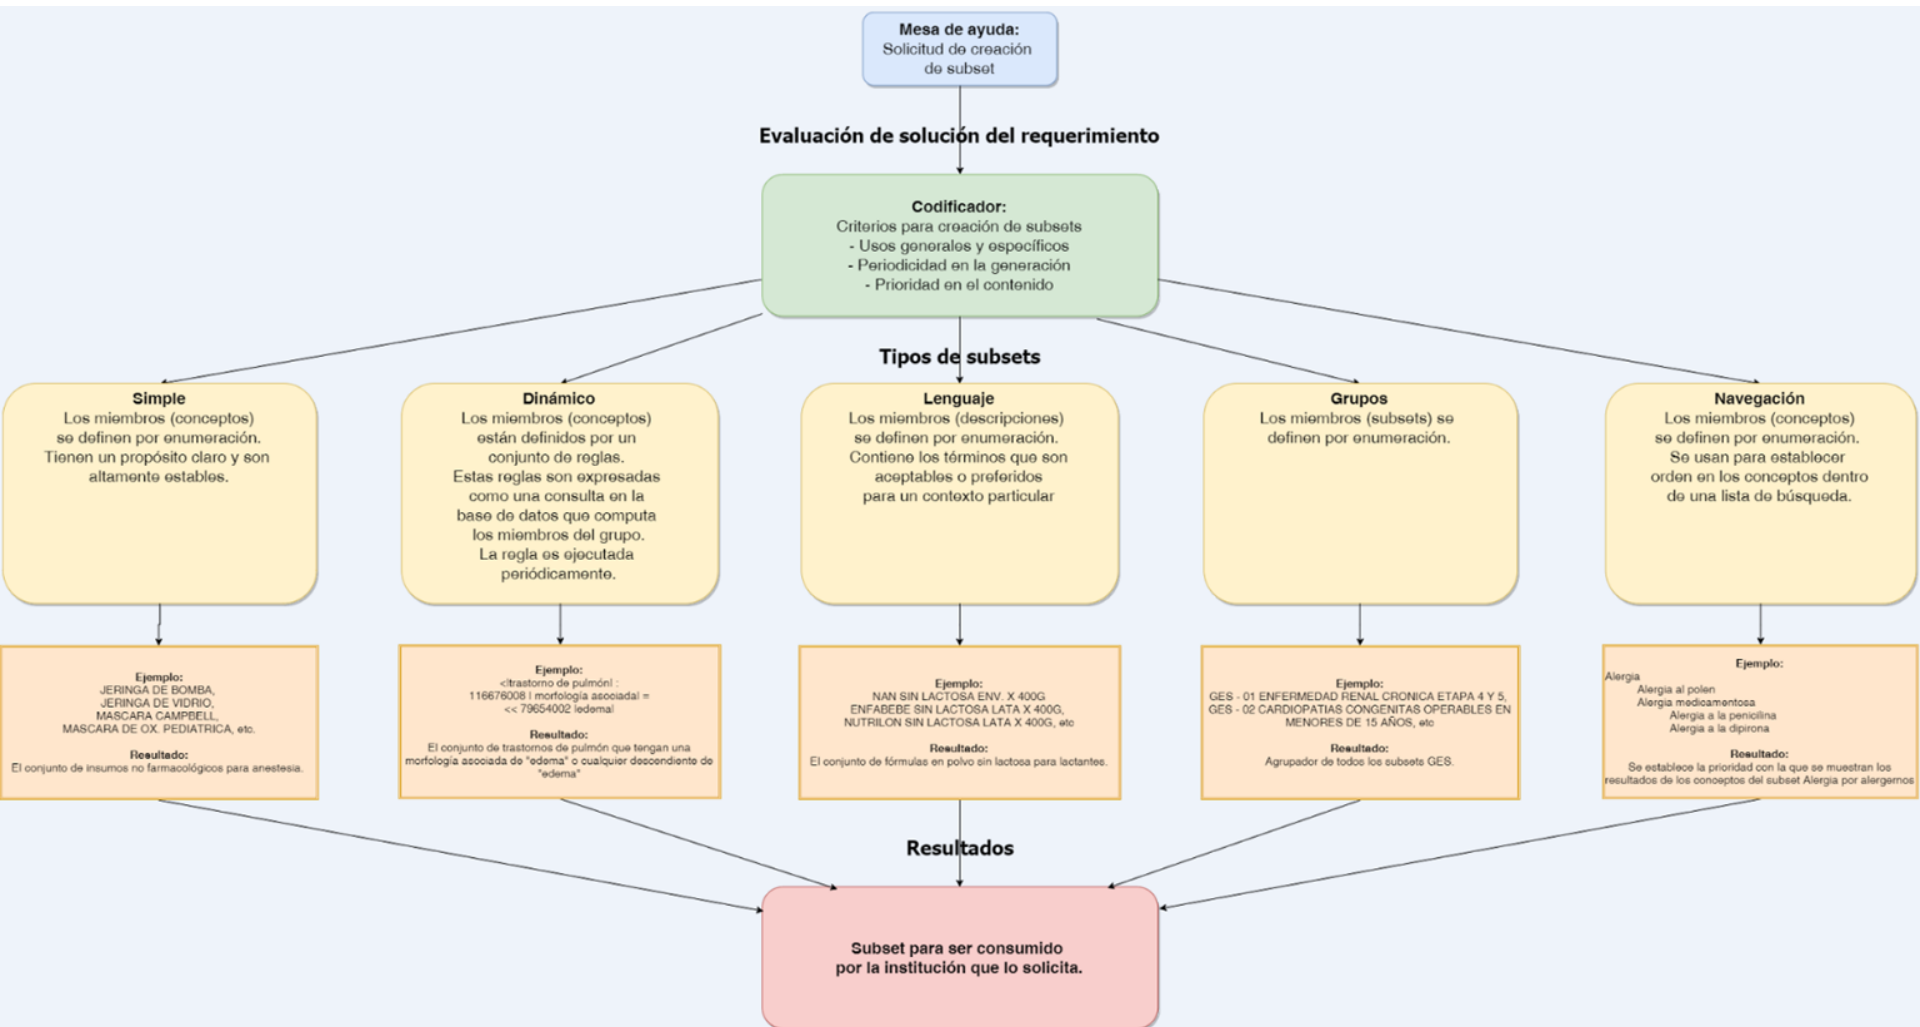 Mesa de ayuda:
Solicitud de creación
de subset
Evaluación de solución del requerimiento
Codificador:
Criterios para creación de subsets
- Usos generales y específicos
- Periodicidad en la generación
- Prioridad en el contenido
Tipos de subsets
Simple
Los miembros (conceptos)
se definen por enumeración.
Tienen un propósito claro y son
altamente estables.
Dinámico
Los miembros (conceptos)
están definidos por un
conjunto de reglas.
Estas reglas son expresadas
como una consulta en la
base de datos que computa
los miembros del grupo.
La regla es ejecutada
periódicamente.
Lenguaje
Los miembros (descripciones)
se definen por enumeración.
Contiene los términos que son
aceptables o preferidos
para un contexto particular
Grupos
Los miembros (subsets) se
definen por enumeración.
Navegación
Los miembros (conceptos)
se definen por enumeración.
Se usan para establecer
orden en los conceptos dentro
de una lista de búsqueda.
Ejemplo:
JERINGA DE BOMBA,
JERINGA DE VIDRIO,
MASCARA CAMPBELL,
MASCARA DE OX. PEDIATRICA, etc.
Resultado:
El conjunto de insumos no farmacológicos para anestesia.
Ejemplo:
<|trastorno de pulmón| :
116676008 | morfología asociada| =
<< 79654002 |edema|
Resultado:
El conjunto de trastornos de pulmón que tengan una
morfología asociada de "edema" o cualquier descendiente de
"edema"
Ejemplo:
NAN SIN LACTOSA ENV. X 400G
ENFABEBE SIN LACTOSA LATA X 400G,
NUTRILON SIN LACTOSA LATA X 400G, etc
Resultado:
El conjunto de fórmulas en polvo sin lactosa para lactantes.
Ejemplo:
GES - 01 ENFERMEDAD RENAL CRONICA ETAPA 4 Y 5,
GES - 02 CARDIOPATIAS CONGENITAS OPERABLES EN
MENORES DE 15 AÑOS, etc
Resultado:
Agrupador de todos los subsets GES.
Ejemplo:
Alergia
Alergia al polen
Alergia medicamentosa
Alergia a la penicilina
Alergia a la dipirona
Resultado:
Se establece la prioridad con la que se muestran los
resultados de los conceptos del subset Alergia por alergernos
Resultados
Subset para ser consumido
por la institución que lo solicita.